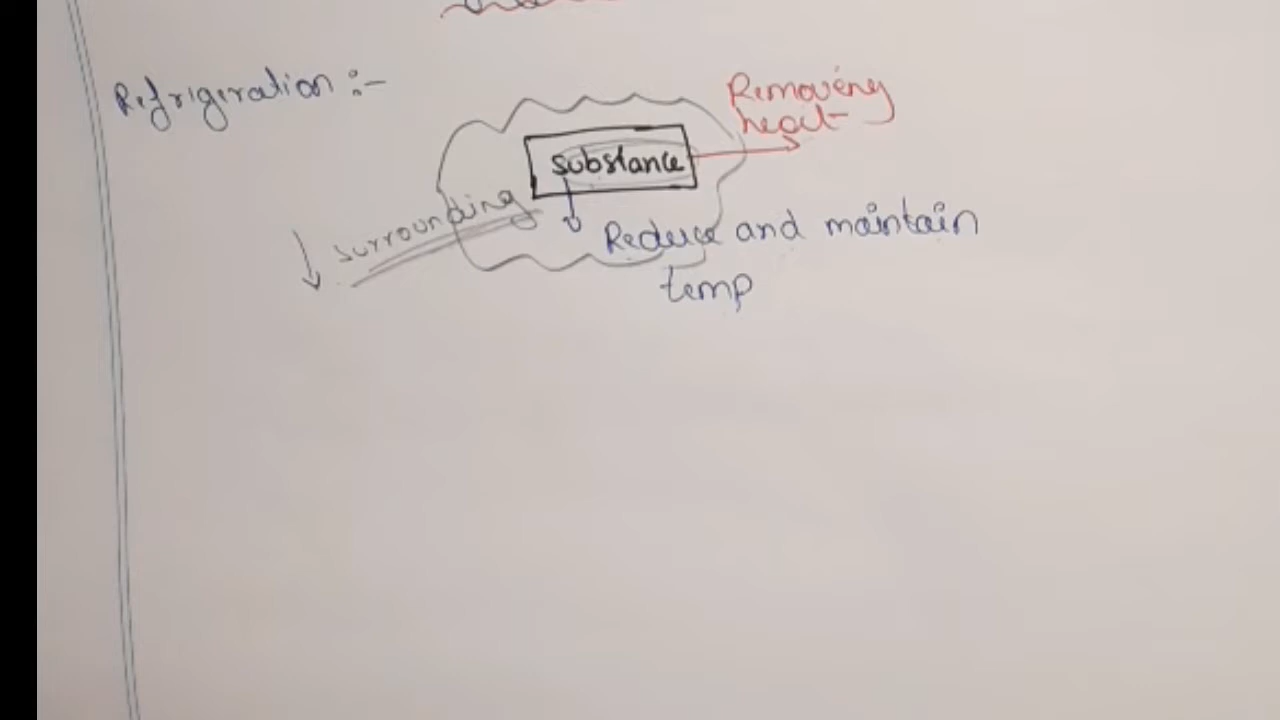 Refrigeration :-
Removing
heat
substance
surrounding
Reduce and maintain
temp